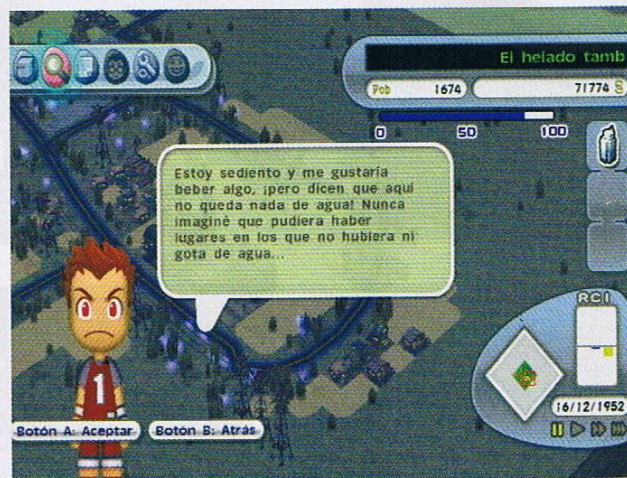 El helado tamb
Pob 1674 71774 S
0 50 100
Estoy sediento y me gustaría
beber algo, ¡pero dicen que aquí
no queda nada de agua! Nunca
imaginé que pudiera haber
lugares en los que no hubiera ni
gota de agua...
RCI
1
16/12/1952
Botón A: Aceptar Botón B: Atrás